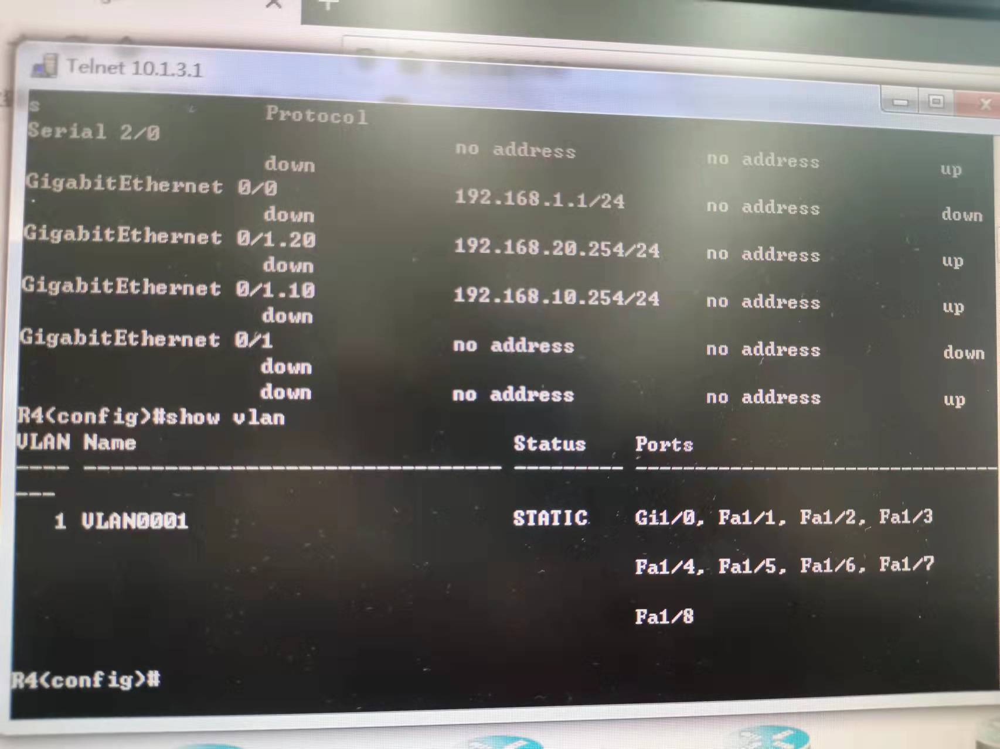 Telnet 10.1.3.1
s Protocol
Serial 2/0 no address no address up
down
GigabitEthernet 0/0 192.168.1.1/24 no address down
down
GigabitEthernet 0/1.20 192.168.20.254/24 no address up
down
GigabitEthernet 0/1.10 192.168.10.254/24 no address up
down
GigabitEthernet 0/1 no address no address down
down
down no address no address up
R4(config)#show vlan
VLAN Name Status Ports
---- -------------------------------- --------- -----------------------------------
---
1 VLAN0001 STATIC Gi1/0, Fa1/1, Fa1/2, Fa1/3
Fa1/4, Fa1/5, Fa1/6, Fa1/7
Fa1/8
R4(config)#